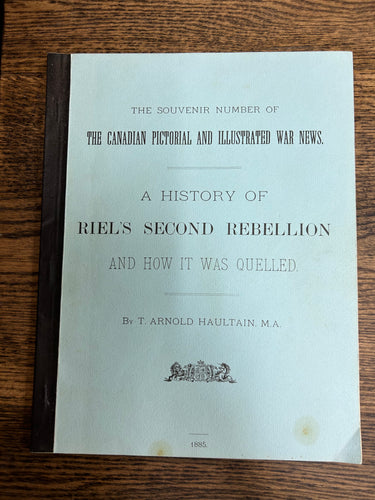 THE SOUVENIR NUMBER OF
THE CANADIAN PICTORIAL AND ILLUSTRATED WAR NEWS.
A HISTORY OF
RIEL'S SECOND REBELLION
AND HOW IT WAS QUELLED.
BY T. ARNOLD HAULTAIN, M.A.
1885.